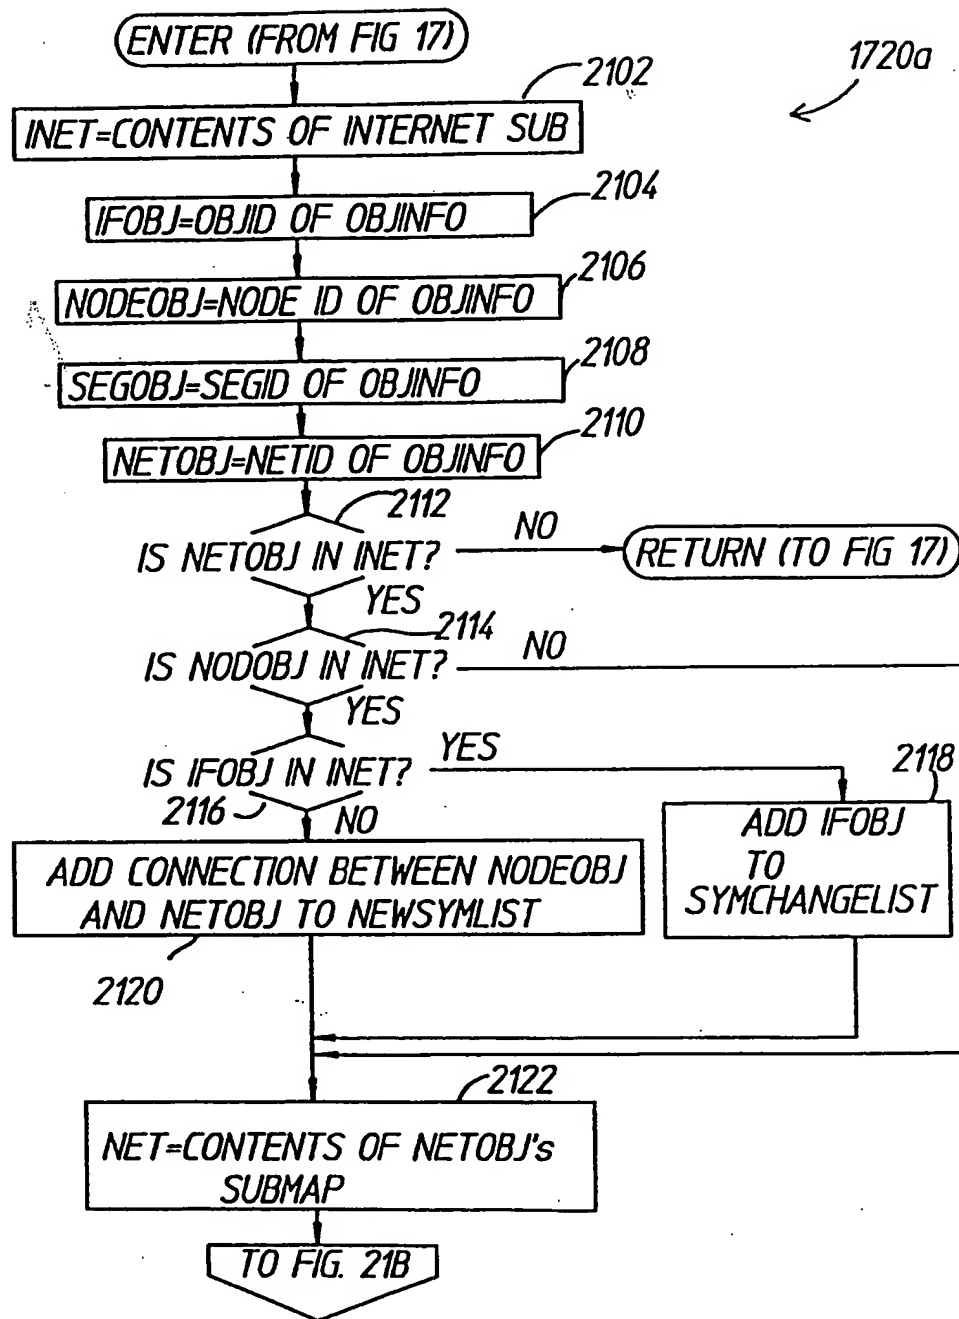 ENTER (FROM FIG 17)
1720a
2102
INET=CONTENTS OF INTERNET SUB
2104
IFOBJ=OBJID OF OBJINFO
2106
NODEOBJ=NODE ID OF OBJINFO
2108
SEGOBJ=SEGID OF OBJINFO
2110
NETOBJ=NETID OF OBJINFO
2112
IS NETOBJ IN INET?
NO
RETURN (TO FIG 17)
YES
2114
IS NODOBJ IN INET?
NO
YES
IS IFOBJ IN INET?
YES
2116
NO
2118
ADD IFOBJ
TO
SYMCHANGELIST
ADD CONNECTION BETWEEN NODEOBJ
AND NETOBJ TO NEWSYMLIST
2120
2122
NET=CONTENTS OF NETOBJ's
SUBMAP
TO FIG. 21B